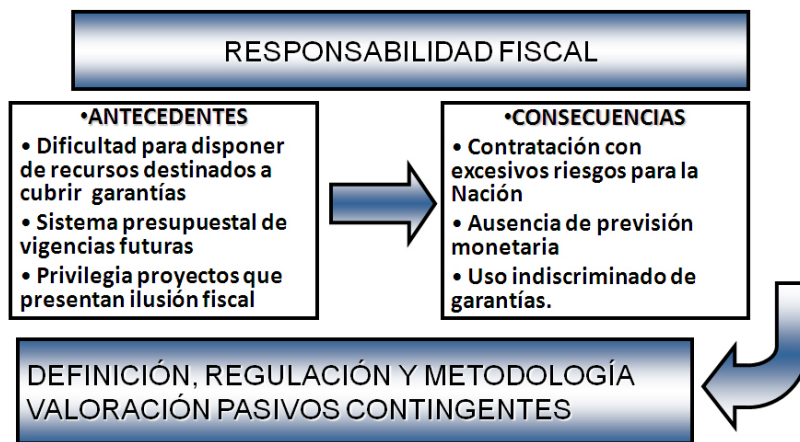 RESPONSABILIDAD FISCAL
•ANTECEDENTES
• Dificultad para disponer
de recursos destinados a
cubrir garantías
• Sistema presupuestal de
vigencias futuras
• Privilegia proyectos que
presentan ilusión fiscal
•CONSECUENCIAS
• Contratación con
excesivos riesgos para la
Nación
• Ausencia de previsión
monetaria
• Uso indiscriminado de
garantías.
DEFINICIÓN, REGULACIÓN Y METODOLOGÍA
VALORACIÓN PASIVOS CONTINGENTES